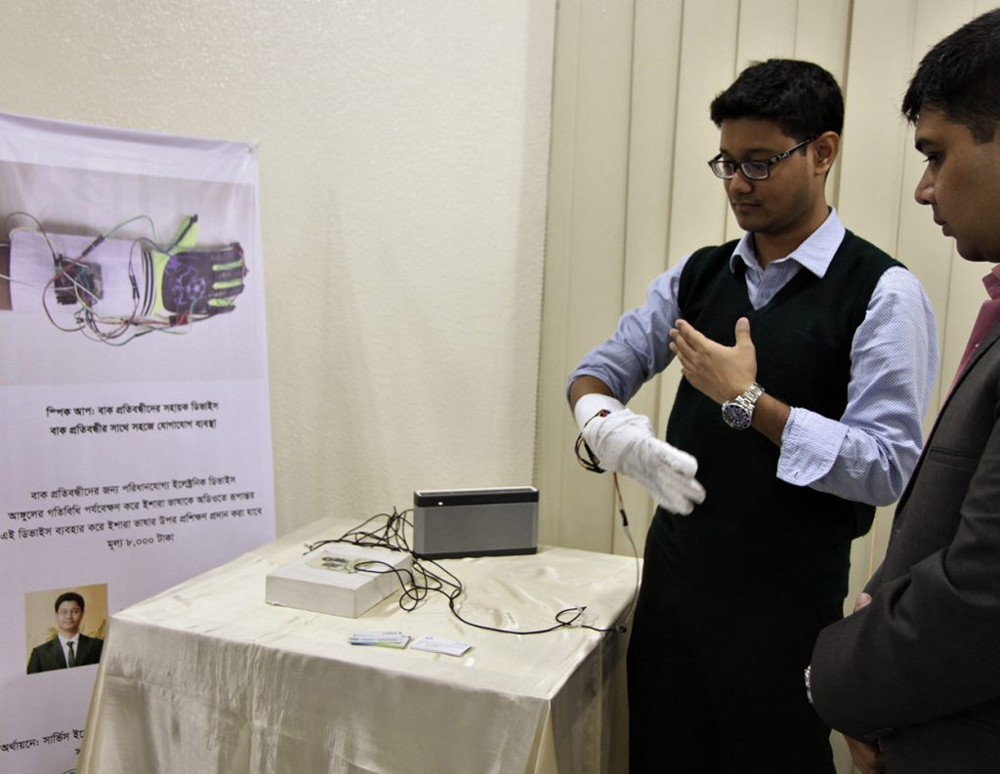 স্পিক আপ: বাক প্রতিবন্ধীদের সহায়ক ডিভাইস
বাক প্রতিবন্ধীর সাথে সহজে যোগাযোগ ব্যবস্থা
বাক প্রতিবন্ধীদের জন্য পরিধানযোগ্য ইলেক্ট্রনিক ডিভাইস
আঙ্গুলের গতিবিধি পর্যবেক্ষণ করে ইশারা ভাষাকে অডিওতে রূপান্তর
এই ডিভাইস ব্যবহার করে ইশারা ভাষার উপর প্রশিক্ষণ প্রদান করা যাবে
মূল্য ৮,০০০ টাকা
অর্থায়নে: সার্ভিস ই